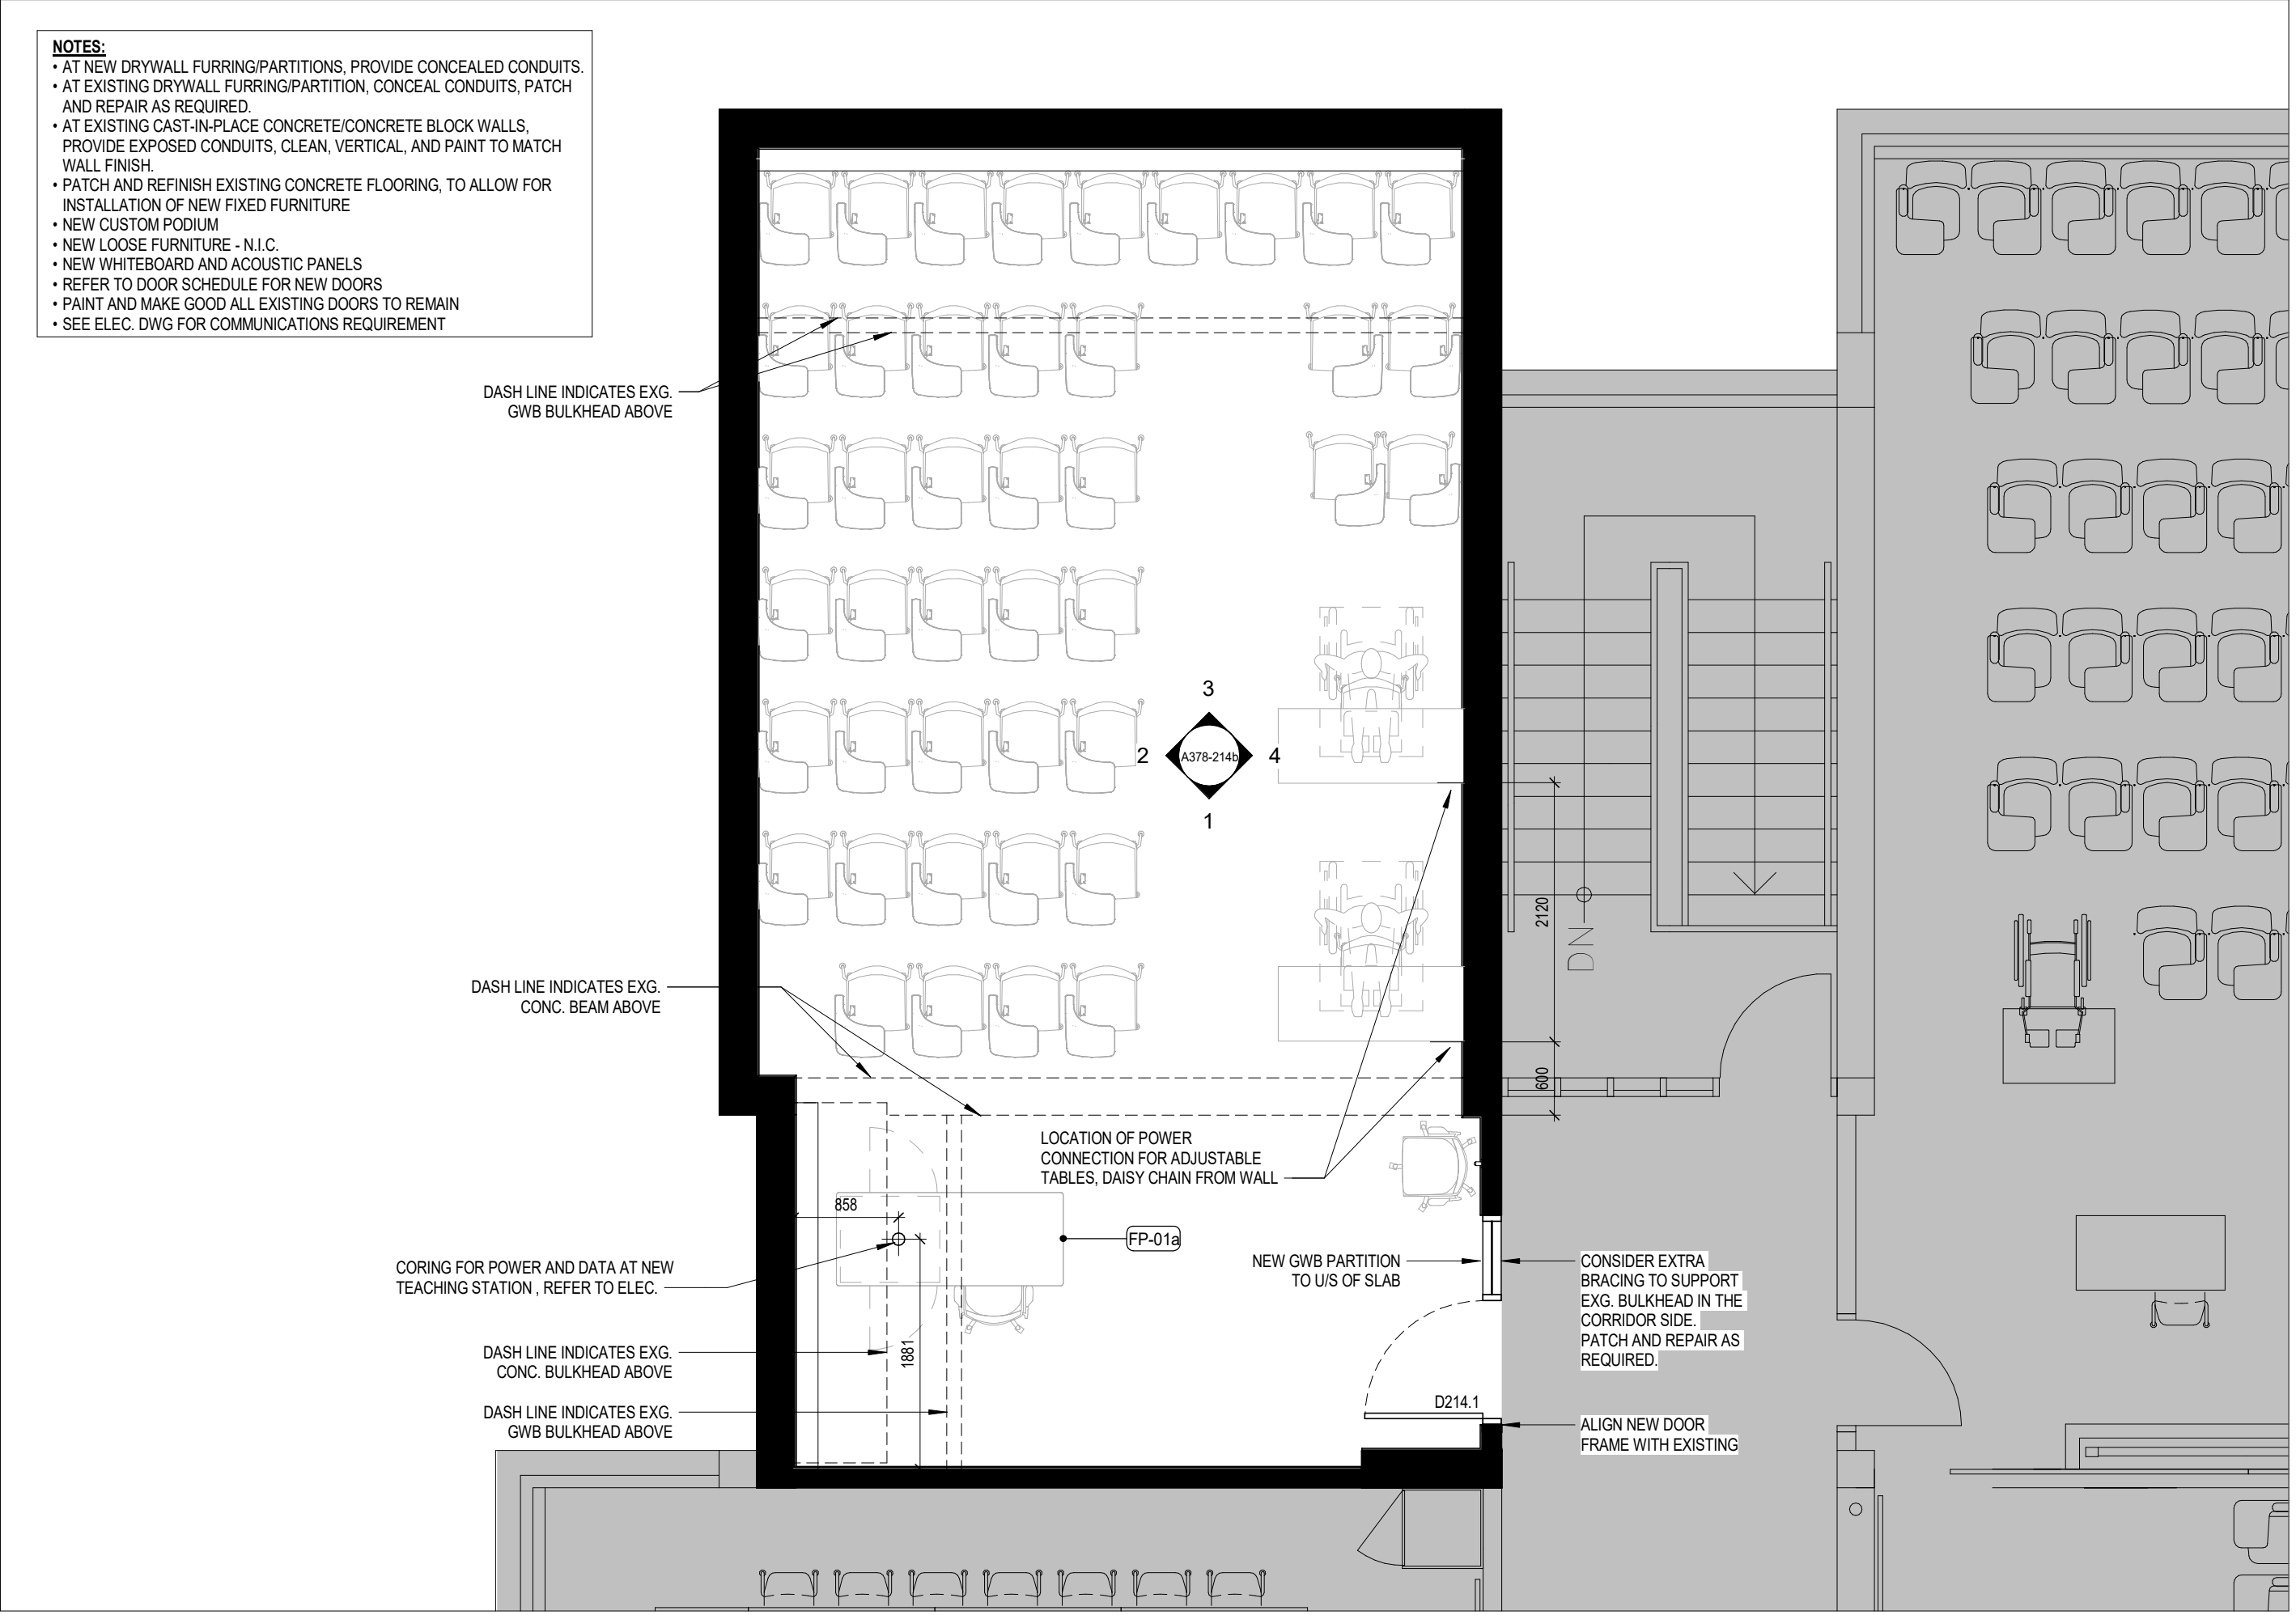 NOTES:
• AT NEW DRYWALL FURRING/PARTITIONS, PROVIDE CONCEALED CONDUITS.
• AT EXISTING DRYWALL FURRING/PARTITION, CONCEAL CONDUITS, PATCH
AND REPAIR AS REQUIRED.
• AT EXISTING CAST-IN-PLACE CONCRETE/CONCRETE BLOCK WALLS,
PROVIDE EXPOSED CONDUITS, CLEAN, VERTICAL, AND PAINT TO MATCH
WALL FINISH.
• PATCH AND REFINISH EXISTING CONCRETE FLOORING, TO ALLOW FOR
INSTALLATION OF NEW FIXED FURNITURE
• NEW CUSTOM PODIUM
• NEW LOOSE FURNITURE - N.I.C.
• NEW WHITEBOARD AND ACOUSTIC PANELS
• REFER TO DOOR SCHEDULE FOR NEW DOORS
• PAINT AND MAKE GOOD ALL EXISTING DOORS TO REMAIN
• SEE ELEC. DWG FOR COMMUNICATIONS REQUIREMENT
DASH LINE INDICATES EXG.
GWB BULKHEAD ABOVE
3
2
A378-214b
4
1
2120
DN
DASH LINE INDICATES EXG.
CONC. BEAM ABOVE
600
LOCATION OF POWER
CONNECTION FOR ADJUSTABLE
TABLES, DAISY CHAIN FROM WALL
858
FP-01a
CORING FOR POWER AND DATA AT NEW
TEACHING STATION , REFER TO ELEC.
NEW GWB PARTITION
TO U/S OF SLAB
CONSIDER EXTRA
BRACING TO SUPPORT
EXG. BULKHEAD IN THE
CORRIDOR SIDE.
PATCH AND REPAIR AS
REQUIRED.
1881
DASH LINE INDICATES EXG.
CONC. BULKHEAD ABOVE
D214.1
DASH LINE INDICATES EXG.
GWB BULKHEAD ABOVE
ALIGN NEW DOOR
FRAME WITH EXISTING